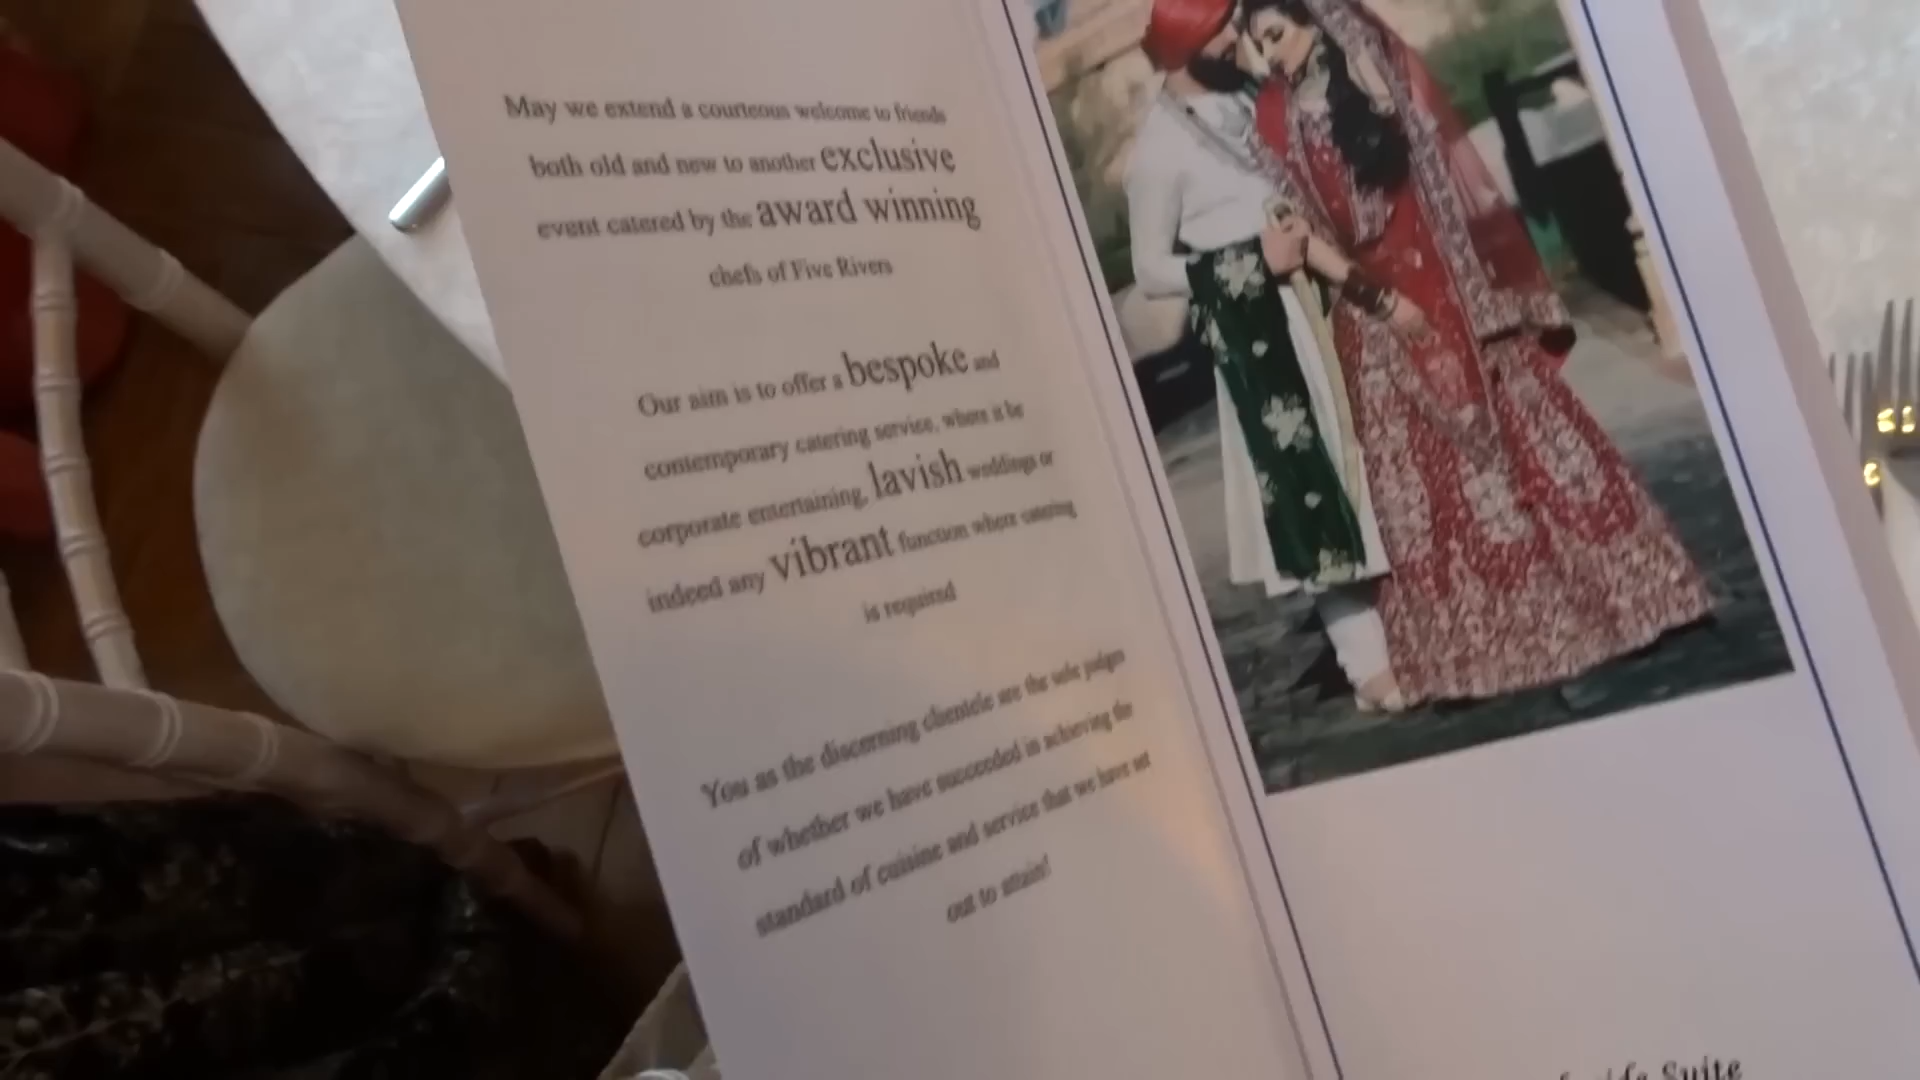 May we extend a courteous welcome to friends
both old and new to another exclusive
event catered by the award winning
chefs of Five Rivers
Our aim is to offer a bespoke and
contemporary catering service, where it be
corporate entertaining, lavish weddings or
indeed any vibrant function where catering
is required
You as the discerning clientele are the sole judges
of whether we have succeeded in achieving the
standard of cuisine and service that we have set
out to attain!
Suite